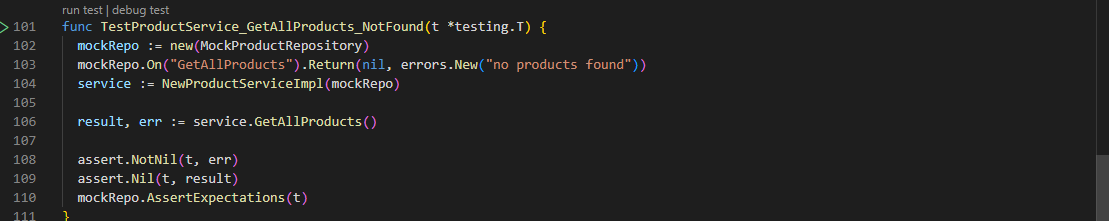 run test | debug test
101 func TestProductService_GetAllProducts_NotFound(t *testing.T) {
102 mockRepo := new(MockProductRepository)
103 mockRepo.On("GetAllProducts").Return(nil, errors.New("no products found"))
104 service := NewProductServiceImpl(mockRepo)
105
106 result, err := service.GetAllProducts()
107
108 assert.NotNil(t, err)
109 assert.Nil(t, result)
110 mockRepo.AssertExpectations(t)
111 }